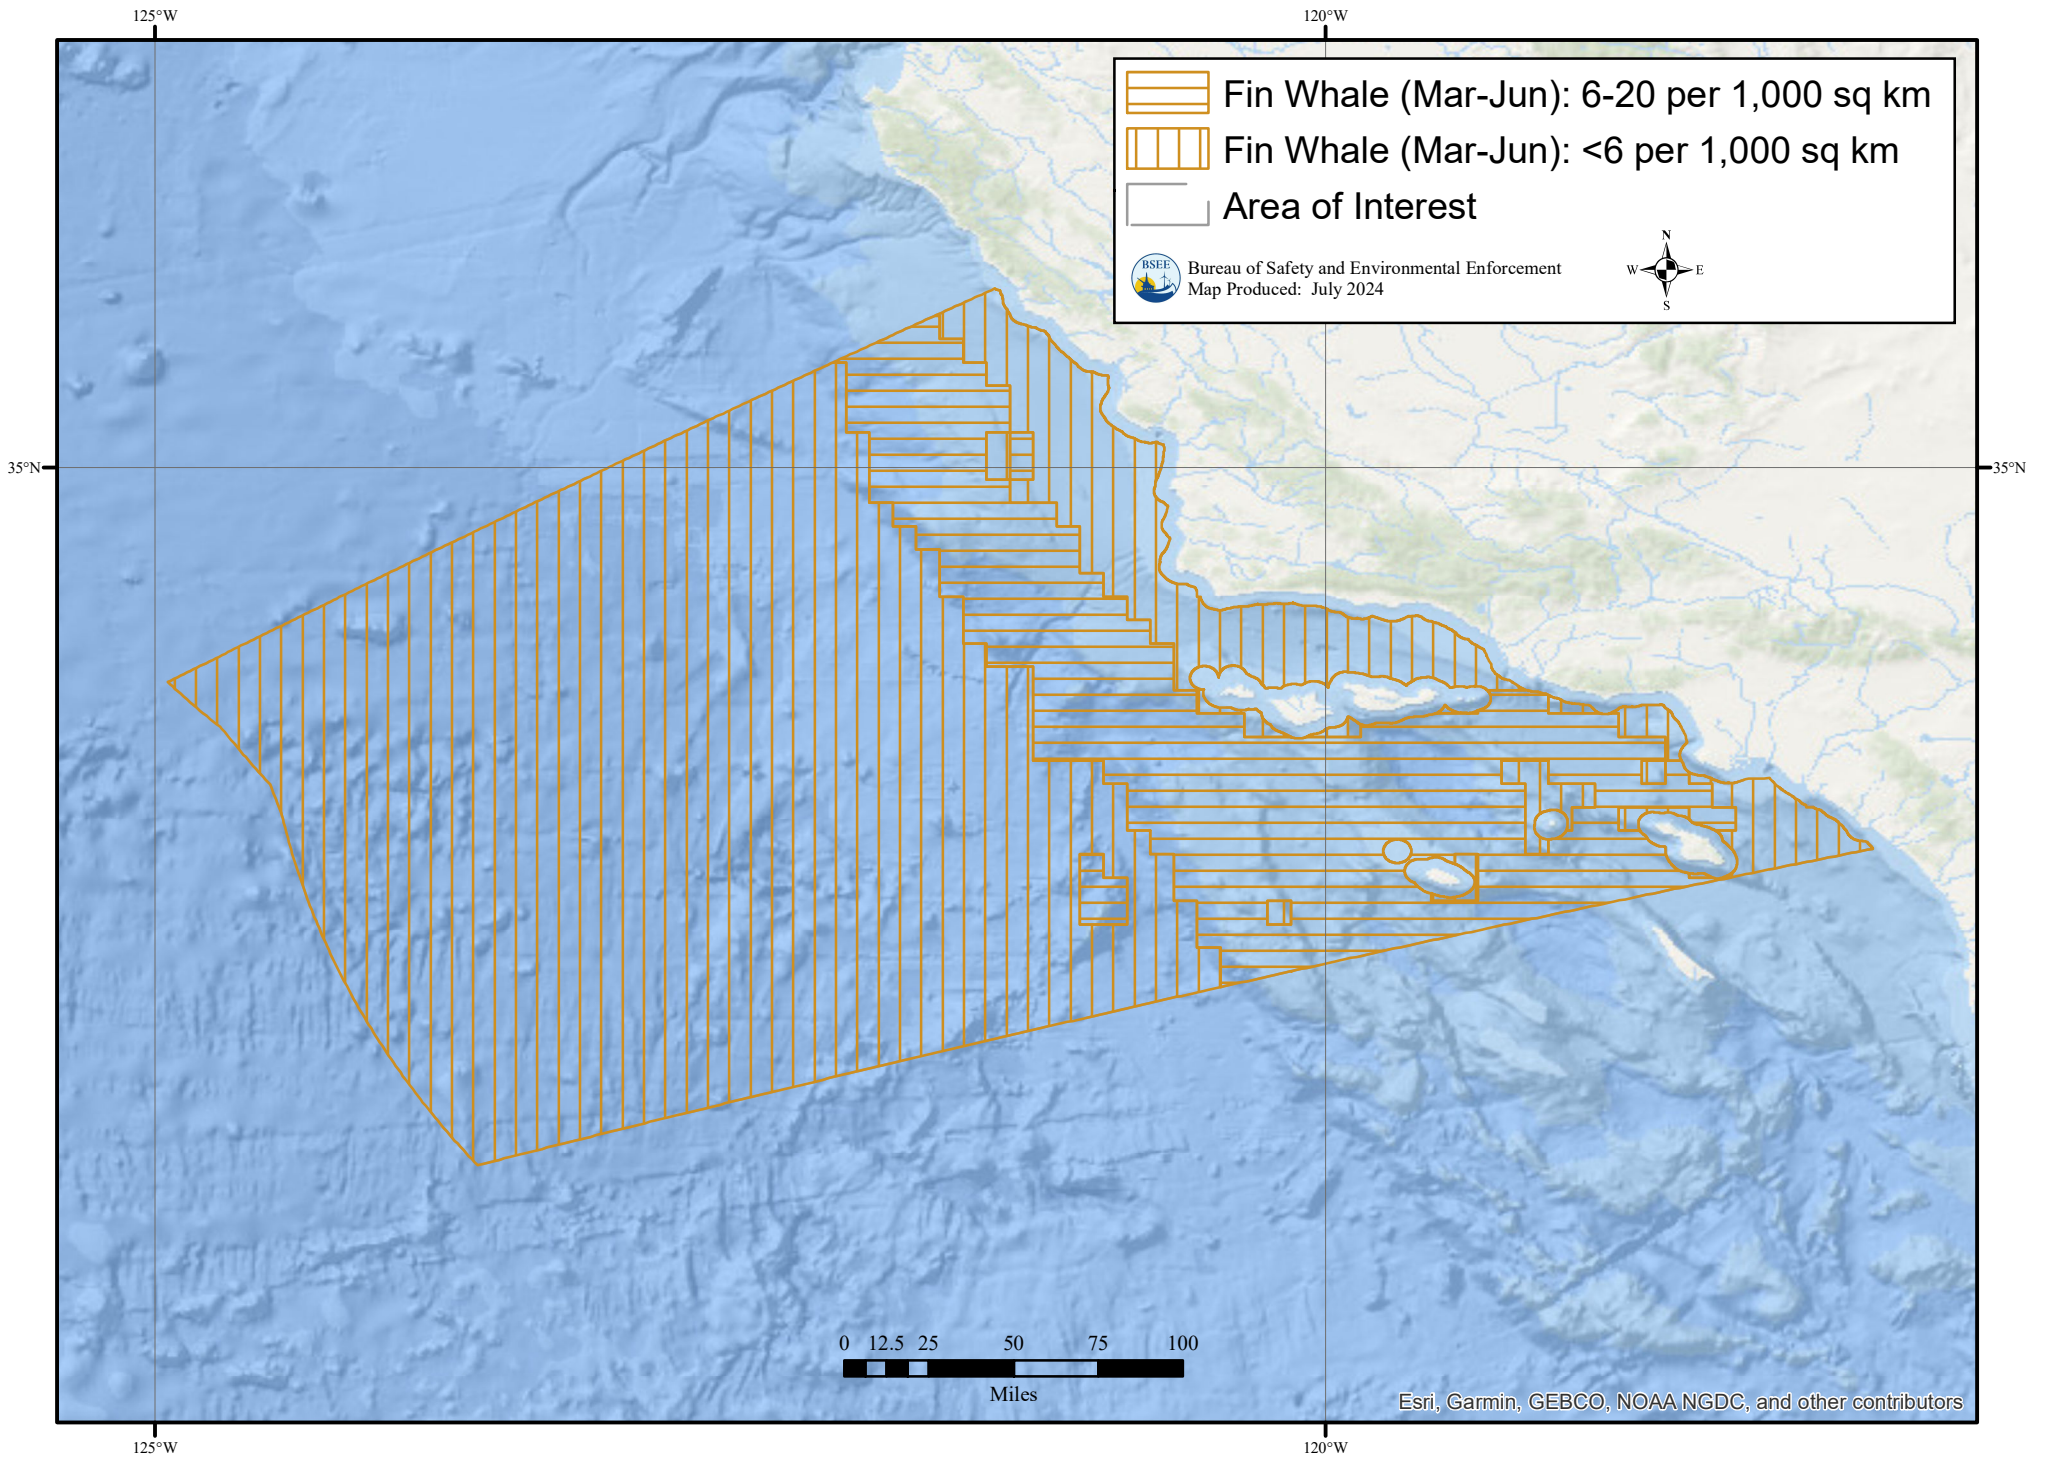 125°W
120°W
Fin Whale (Mar-Jun): 6-20 per 1,000 sq km
Fin Whale (Mar-Jun): <6 per 1,000 sq km
Area of Interest
BSEE
Bureau of Safety and Environmental Enforcement
Map Produced: July 2024
N
W
E
S
35°N
35°N
0 12.5 25 50 75 100
Miles
Esri, Garmin, GEBCO, NOAA NGDC, and other contributors
125°W
120°W